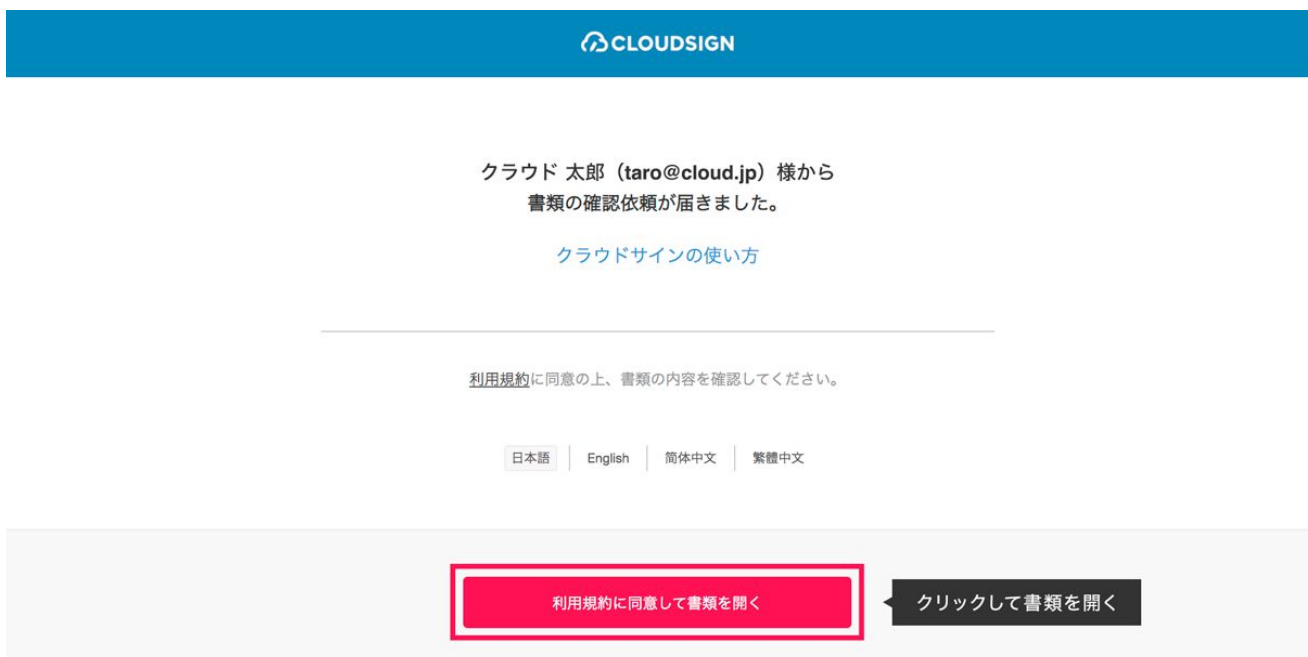 CLOUDSIGN
クラウド 太郎（taro@cloud.jp）様から
書類の確認依頼が届きました。
クラウドサインの使い方
利用規約に同意の上、書類の内容を確認してください。
日本語 English 简体中文 繁體中文
利用規約に同意して書類を開く
クリックして書類を開く